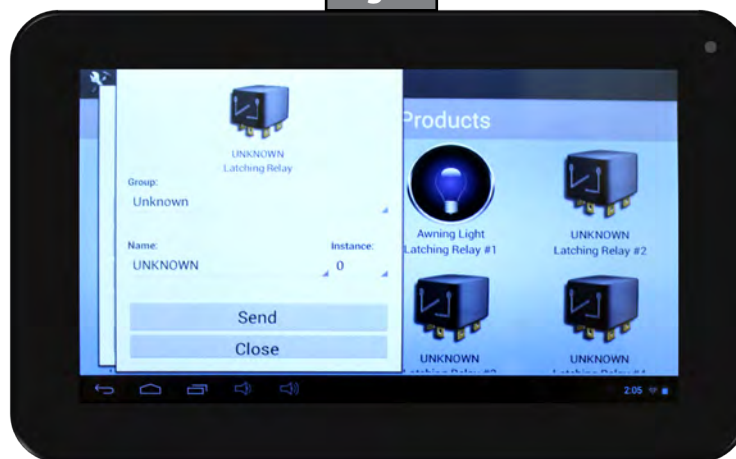 Products
UNKNOWN
Latching Relay
Group:
Unknown
Name:
Instance:
UNKNOWN
0
Send
Close
Awning Light
Latching Relay #1
UNKNOWN
Latching Relay #2
UNKNOWN
UNKNOWN
2:05